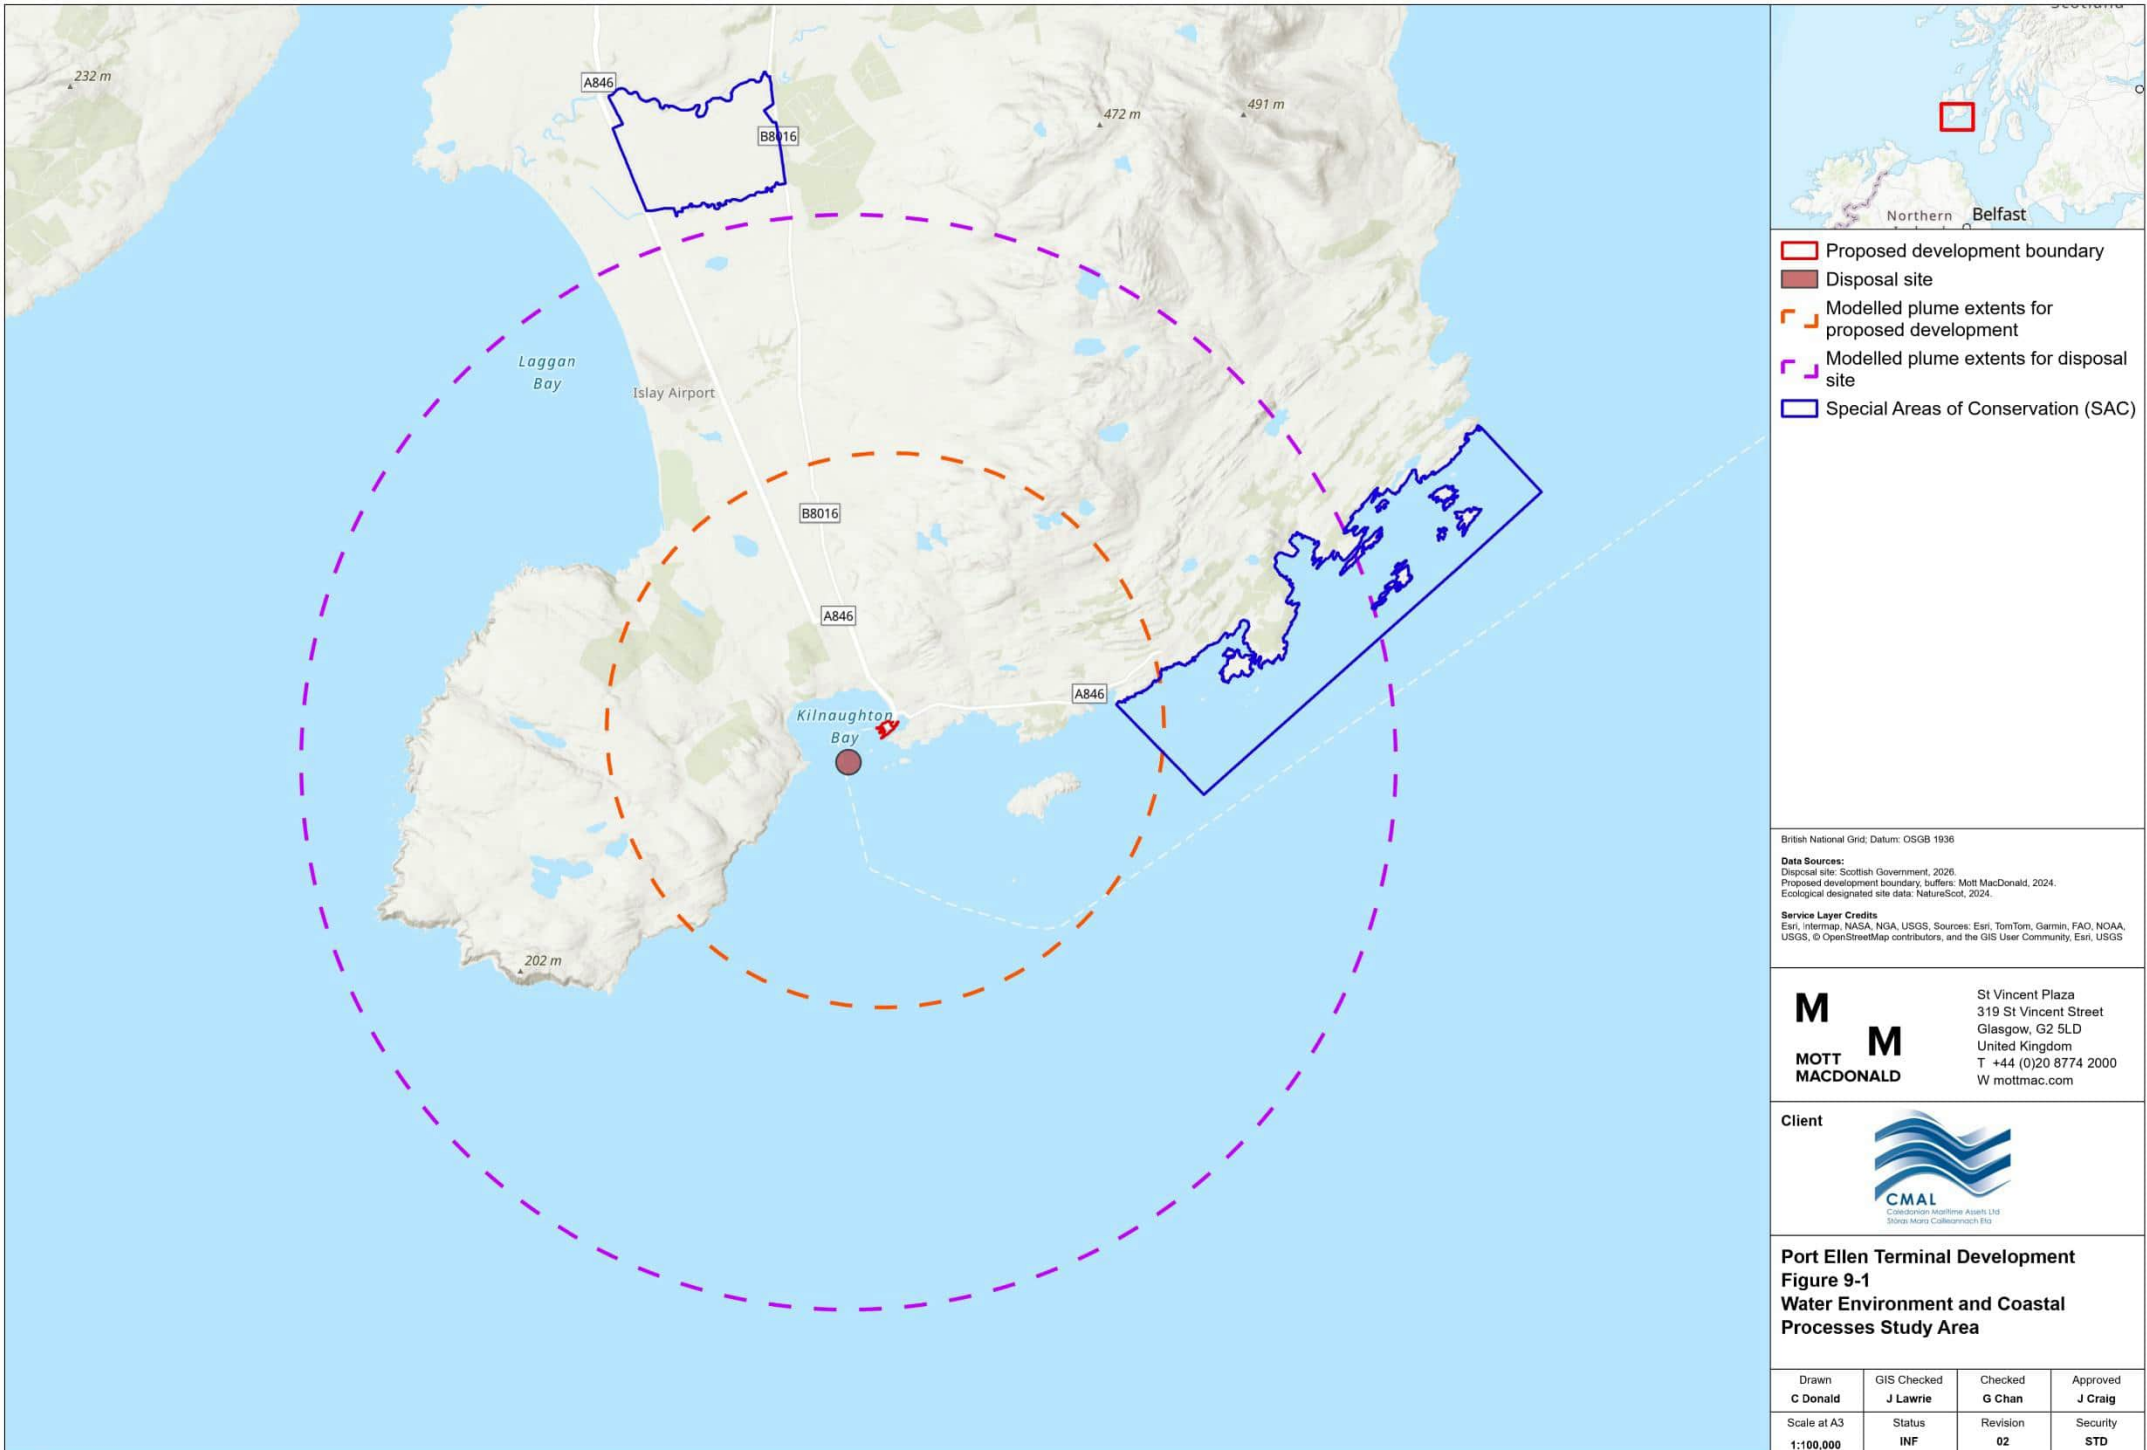 232 m
A846
B8016
472 m
491 m
Laggan
Bay
Islay Airport
B8016
A846
A846
Kilnaughton
Bay
202 m
Scotland
Northern
Belfast
Proposed development boundary
Disposal site
Modelled plume extents for
proposed development
Modelled plume extents for disposal
site
Special Areas of Conservation (SAC)
British National Grid; Datum: OSGB 1936
Data Sources:
Disposal site: Scottish Government, 2026.
Proposed development boundary, buffers: Mott MacDonald, 2024.
Ecological designated site data: NatureScot, 2024.
Service Layer Credits
Esri, Intermap, NASA, NGA, USGS, Sources: Esri, TomTom, Garmin, FAO, NOAA,
USGS, © OpenStreetMap contributors, and the GIS User Community, Esri, USGS
M
M
MOTT
MACDONALD
St Vincent Plaza
319 St Vincent Street
Glasgow, G2 5LD
United Kingdom
T +44 (0)20 8774 2000
W mottmac.com
Client
CMAL
Caledonian Maritime Assets Ltd
Port Ellen Terminal Development
Figure 9-1
Water Environment and Coastal
Processes Study Area
Drawn
C Donald
GIS Checked
J Lawrie
Checked
G Chan
Approved
J Craig
Scale at A3
1:100,000
Status
INF
Revision
02
Security
STD